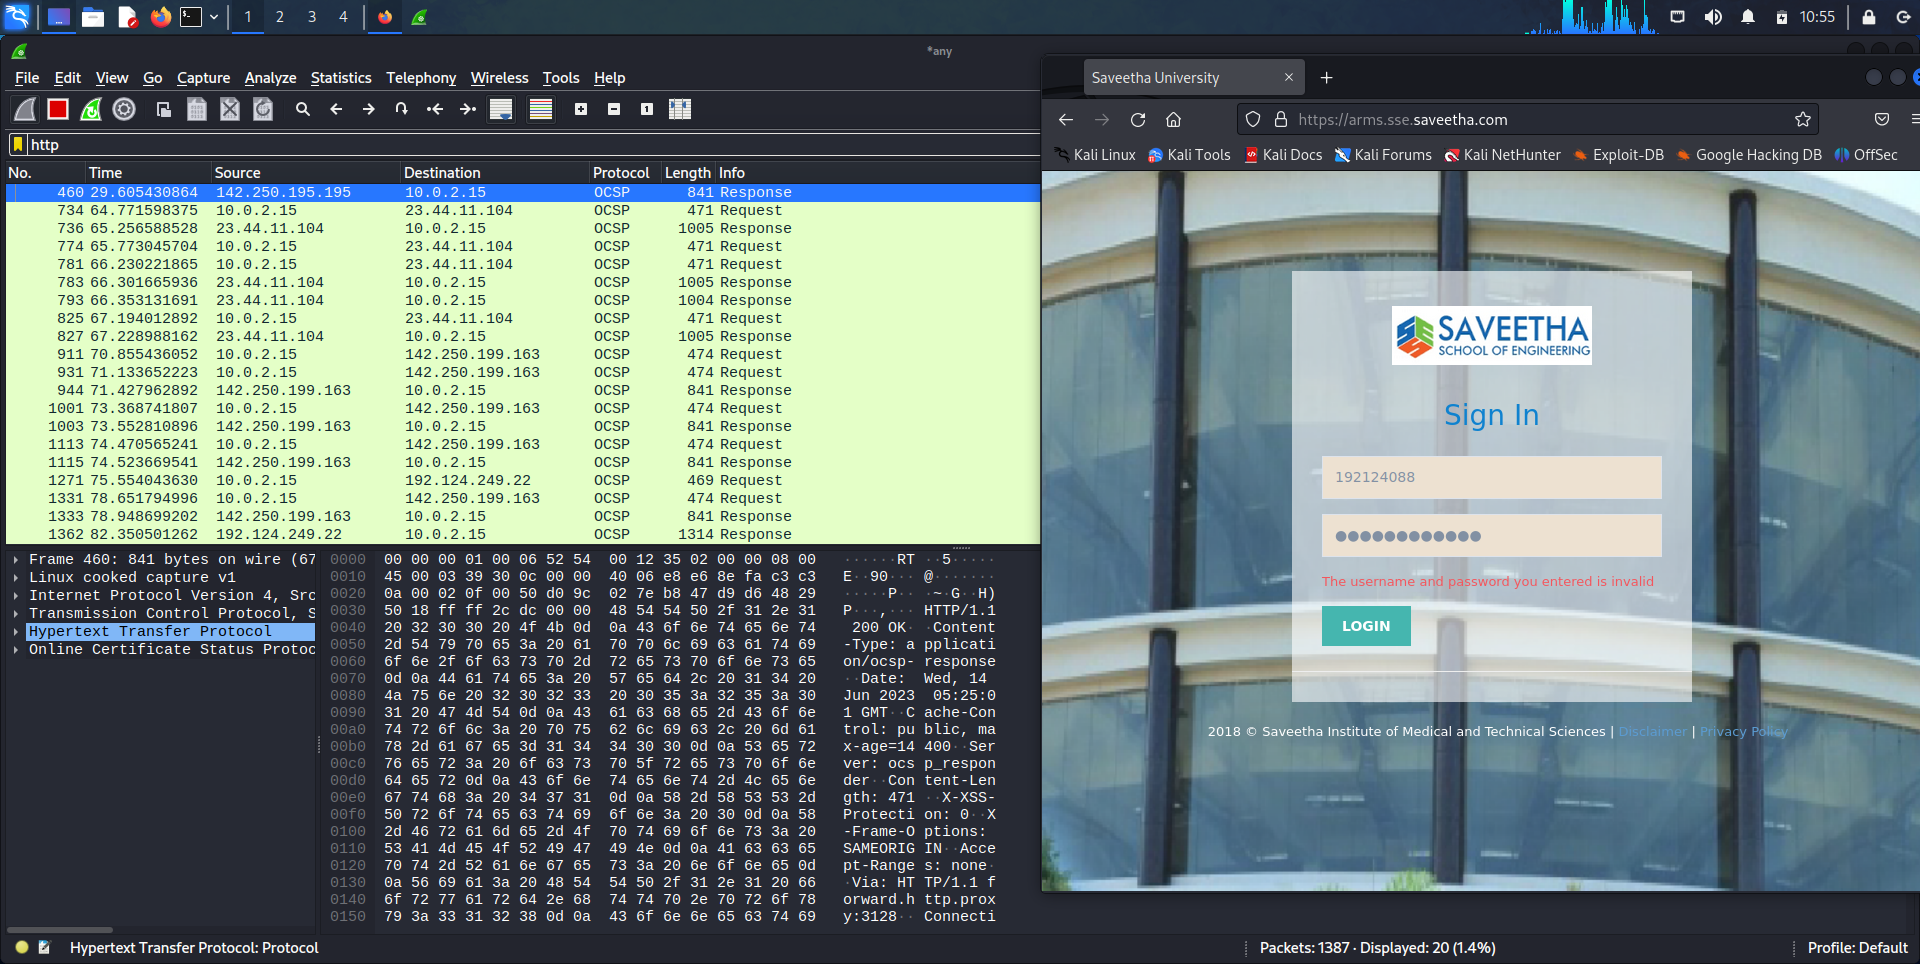 1 2 3 4 10:55
*any
File Edit View Go Capture Analyze Statistics Telephony Wireless Tools Help
http
No. Time Source Destination Protocol Length Info
460 29.605430864 142.250.195.195 10.0.2.15 OCSP 841 Response
734 64.771598375 10.0.2.15 23.44.11.104 OCSP 471 Request
736 65.256588528 23.44.11.104 10.0.2.15 OCSP 1005 Response
774 65.773045704 10.0.2.15 23.44.11.104 OCSP 471 Request
781 66.230221865 10.0.2.15 23.44.11.104 OCSP 471 Request
783 66.301665936 23.44.11.104 10.0.2.15 OCSP 1005 Response
793 66.353131691 23.44.11.104 10.0.2.15 OCSP 1004 Response
825 67.194012892 10.0.2.15 23.44.11.104 OCSP 471 Request
827 67.228988162 23.44.11.104 10.0.2.15 OCSP 1005 Response
911 70.855436052 10.0.2.15 142.250.199.163 OCSP 474 Request
931 71.133652223 10.0.2.15 142.250.199.163 OCSP 474 Request
944 71.427962892 142.250.199.163 10.0.2.15 OCSP 841 Response
1001 73.368741807 10.0.2.15 142.250.199.163 OCSP 474 Request
1003 73.552810896 142.250.199.163 10.0.2.15 OCSP 841 Response
1113 74.470565241 10.0.2.15 142.250.199.163 OCSP 474 Request
1115 74.523669541 142.250.199.163 10.0.2.15 OCSP 841 Response
1271 75.554043630 10.0.2.15 192.124.249.22 OCSP 469 Request
1331 78.651794996 10.0.2.15 142.250.199.163 OCSP 474 Request
1333 78.948699202 142.250.199.163 10.0.2.15 OCSP 841 Response
1362 82.350501262 192.124.249.22 10.0.2.15 OCSP 1314 Response
Frame 460: 841 bytes on wire (67
Linux cooked capture v1
Internet Protocol Version 4, Src
Transmission Control Protocol, S
Hypertext Transfer Protocol
Online Certificate Status Protoc
0000 00 00 00 01 00 06 52 54 00 12 35 02 00 00 08 00 ······RT ··5·····
0010 45 00 03 39 30 0c 00 00 40 06 e8 e6 8e fa c3 c3 E··90··· @·······
0020 0a 00 02 0f 00 50 d0 9c 02 7e b8 47 d9 d6 48 29 ·····P·· ·~·G··H)
0030 50 18 ff ff 2c dc 00 00 48 54 54 50 2f 31 2e 31 P···,··· HTTP/1.1
0040 20 32 30 30 20 4f 4b 0d 0a 43 6f 6e 74 65 6e 74 200 OK· ·Content
0050 2d 54 79 70 65 3a 20 61 70 70 6c 69 63 61 74 69 -Type: a pplicati
0060 6f 6e 2f 6f 63 73 70 2d 72 65 73 70 6f 6e 73 65 on/ocsp- response
0070 0d 0a 44 61 74 65 3a 20 57 65 64 2c 20 31 34 20 ··Date: Wed, 14
0080 4a 75 6e 20 32 30 32 33 20 30 35 3a 32 35 3a 30 Jun 2023 05:25:0
0090 31 20 47 4d 54 0d 0a 43 61 63 68 65 2d 43 6f 6e 1 GMT··C ache-Con
00a0 74 72 6f 6c 3a 20 70 75 62 6c 69 63 2c 20 6d 61 trol: pu blic, ma
00b0 78 2d 61 67 65 3d 31 34 34 30 30 0d 0a 53 65 72 x-age=14 400··Ser
00c0 76 65 72 3a 20 6f 63 73 70 5f 72 65 73 70 6f 6e ver: ocs p_respon
00d0 64 65 72 0d 0a 43 6f 6e 74 65 6e 74 2d 4c 65 6e der··Con tent-Len
00e0 67 74 68 3a 20 34 37 31 0d 0a 58 2d 58 53 53 2d gth: 471 ··X-XSS-
00f0 50 72 6f 74 65 63 74 69 6f 6e 3a 20 30 0d 0a 58 Protecti on: 0··X
0100 2d 46 72 61 6d 65 2d 4f 70 74 69 6f 6e 73 3a 20 -Frame-O ptions:
0110 53 41 4d 45 4f 52 49 47 49 4e 0d 0a 41 63 63 65 SAMEORIG IN··Acce
0120 70 74 2d 52 61 6e 67 65 73 3a 20 6e 6f 6e 65 0d pt-Range s: none·
0130 0a 56 69 61 3a 20 48 54 54 50 2f 31 2e 31 20 66 ·Via: HT TP/1.1 f
0140 6f 72 77 61 72 64 2e 68 74 74 70 2e 70 72 6f 78 orward.h ttp.prox
0150 79 3a 33 31 32 38 0d 0a 43 6f 6e 6e 65 63 74 69 y:3128·· Connecti
Hypertext Transfer Protocol: Protocol Packets: 1387 · Displayed: 20 (1.4%) Profile: Default
Saveetha University
https://arms.sse.saveetha.com
Kali Linux Kali Tools Kali Docs Kali Forums Kali NetHunter Exploit-DB Google Hacking DB OffSec
SAVEETHA
SCHOOL OF ENGINEERING
Sign In
192124088
●●●●●●●●●●●●
The username and password you entered is invalid
LOGIN
2018 © Saveetha Institute of Medical and Technical Sciences | Disclaimer | Privacy Policy